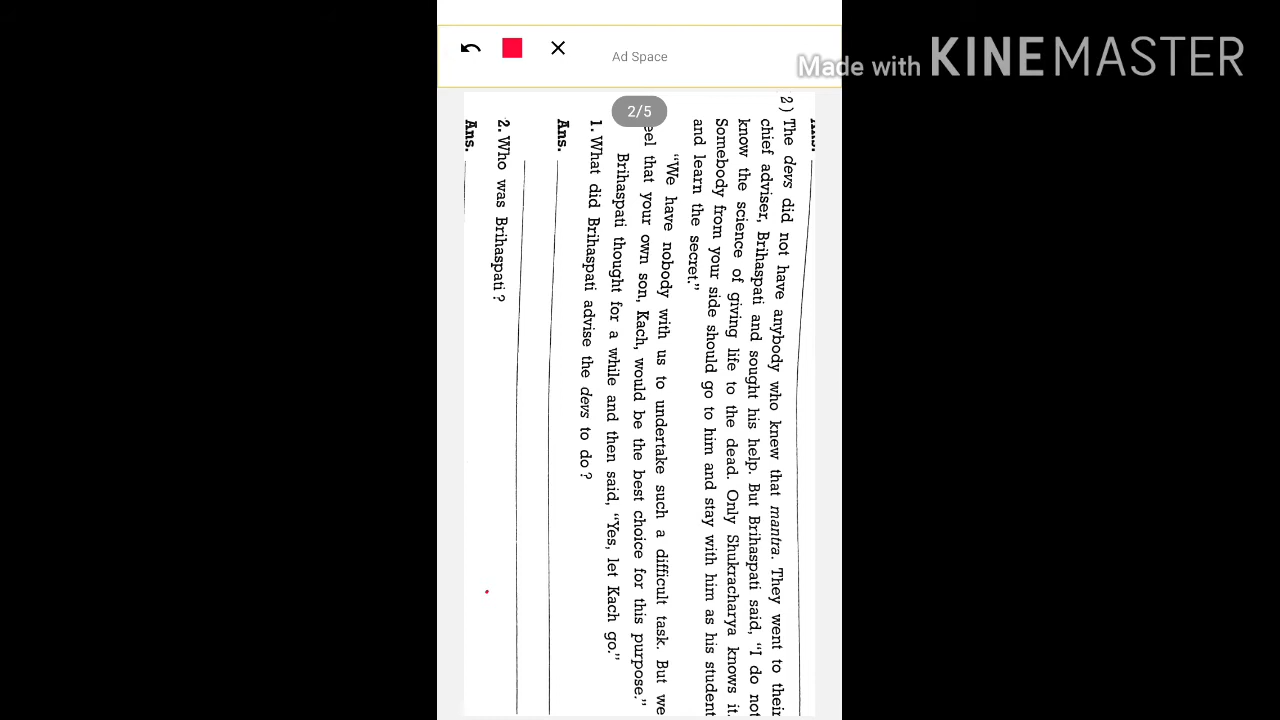 Ad Space
Made with KINEMASTER
2/5
2) The devs did not have anybody who knew that mantra. They went to their
chief adviser, Brihaspati and sought his help. But Brihaspati said, "I do not
know the science of giving life to the dead. Only Shukracharya knows it.
Somebody from your side should go to him and stay with him as his student
and learn the secret."
"We have nobody with us to undertake such a difficult task. But we
eel that your own son, Kach, would be the best choice for this purpose."
Brihaspati thought for a while and then said, "Yes, let Kach go."
1. What did Brihaspati advise the devs to do?
Ans.
2. Who was Brihaspati?
Ans.